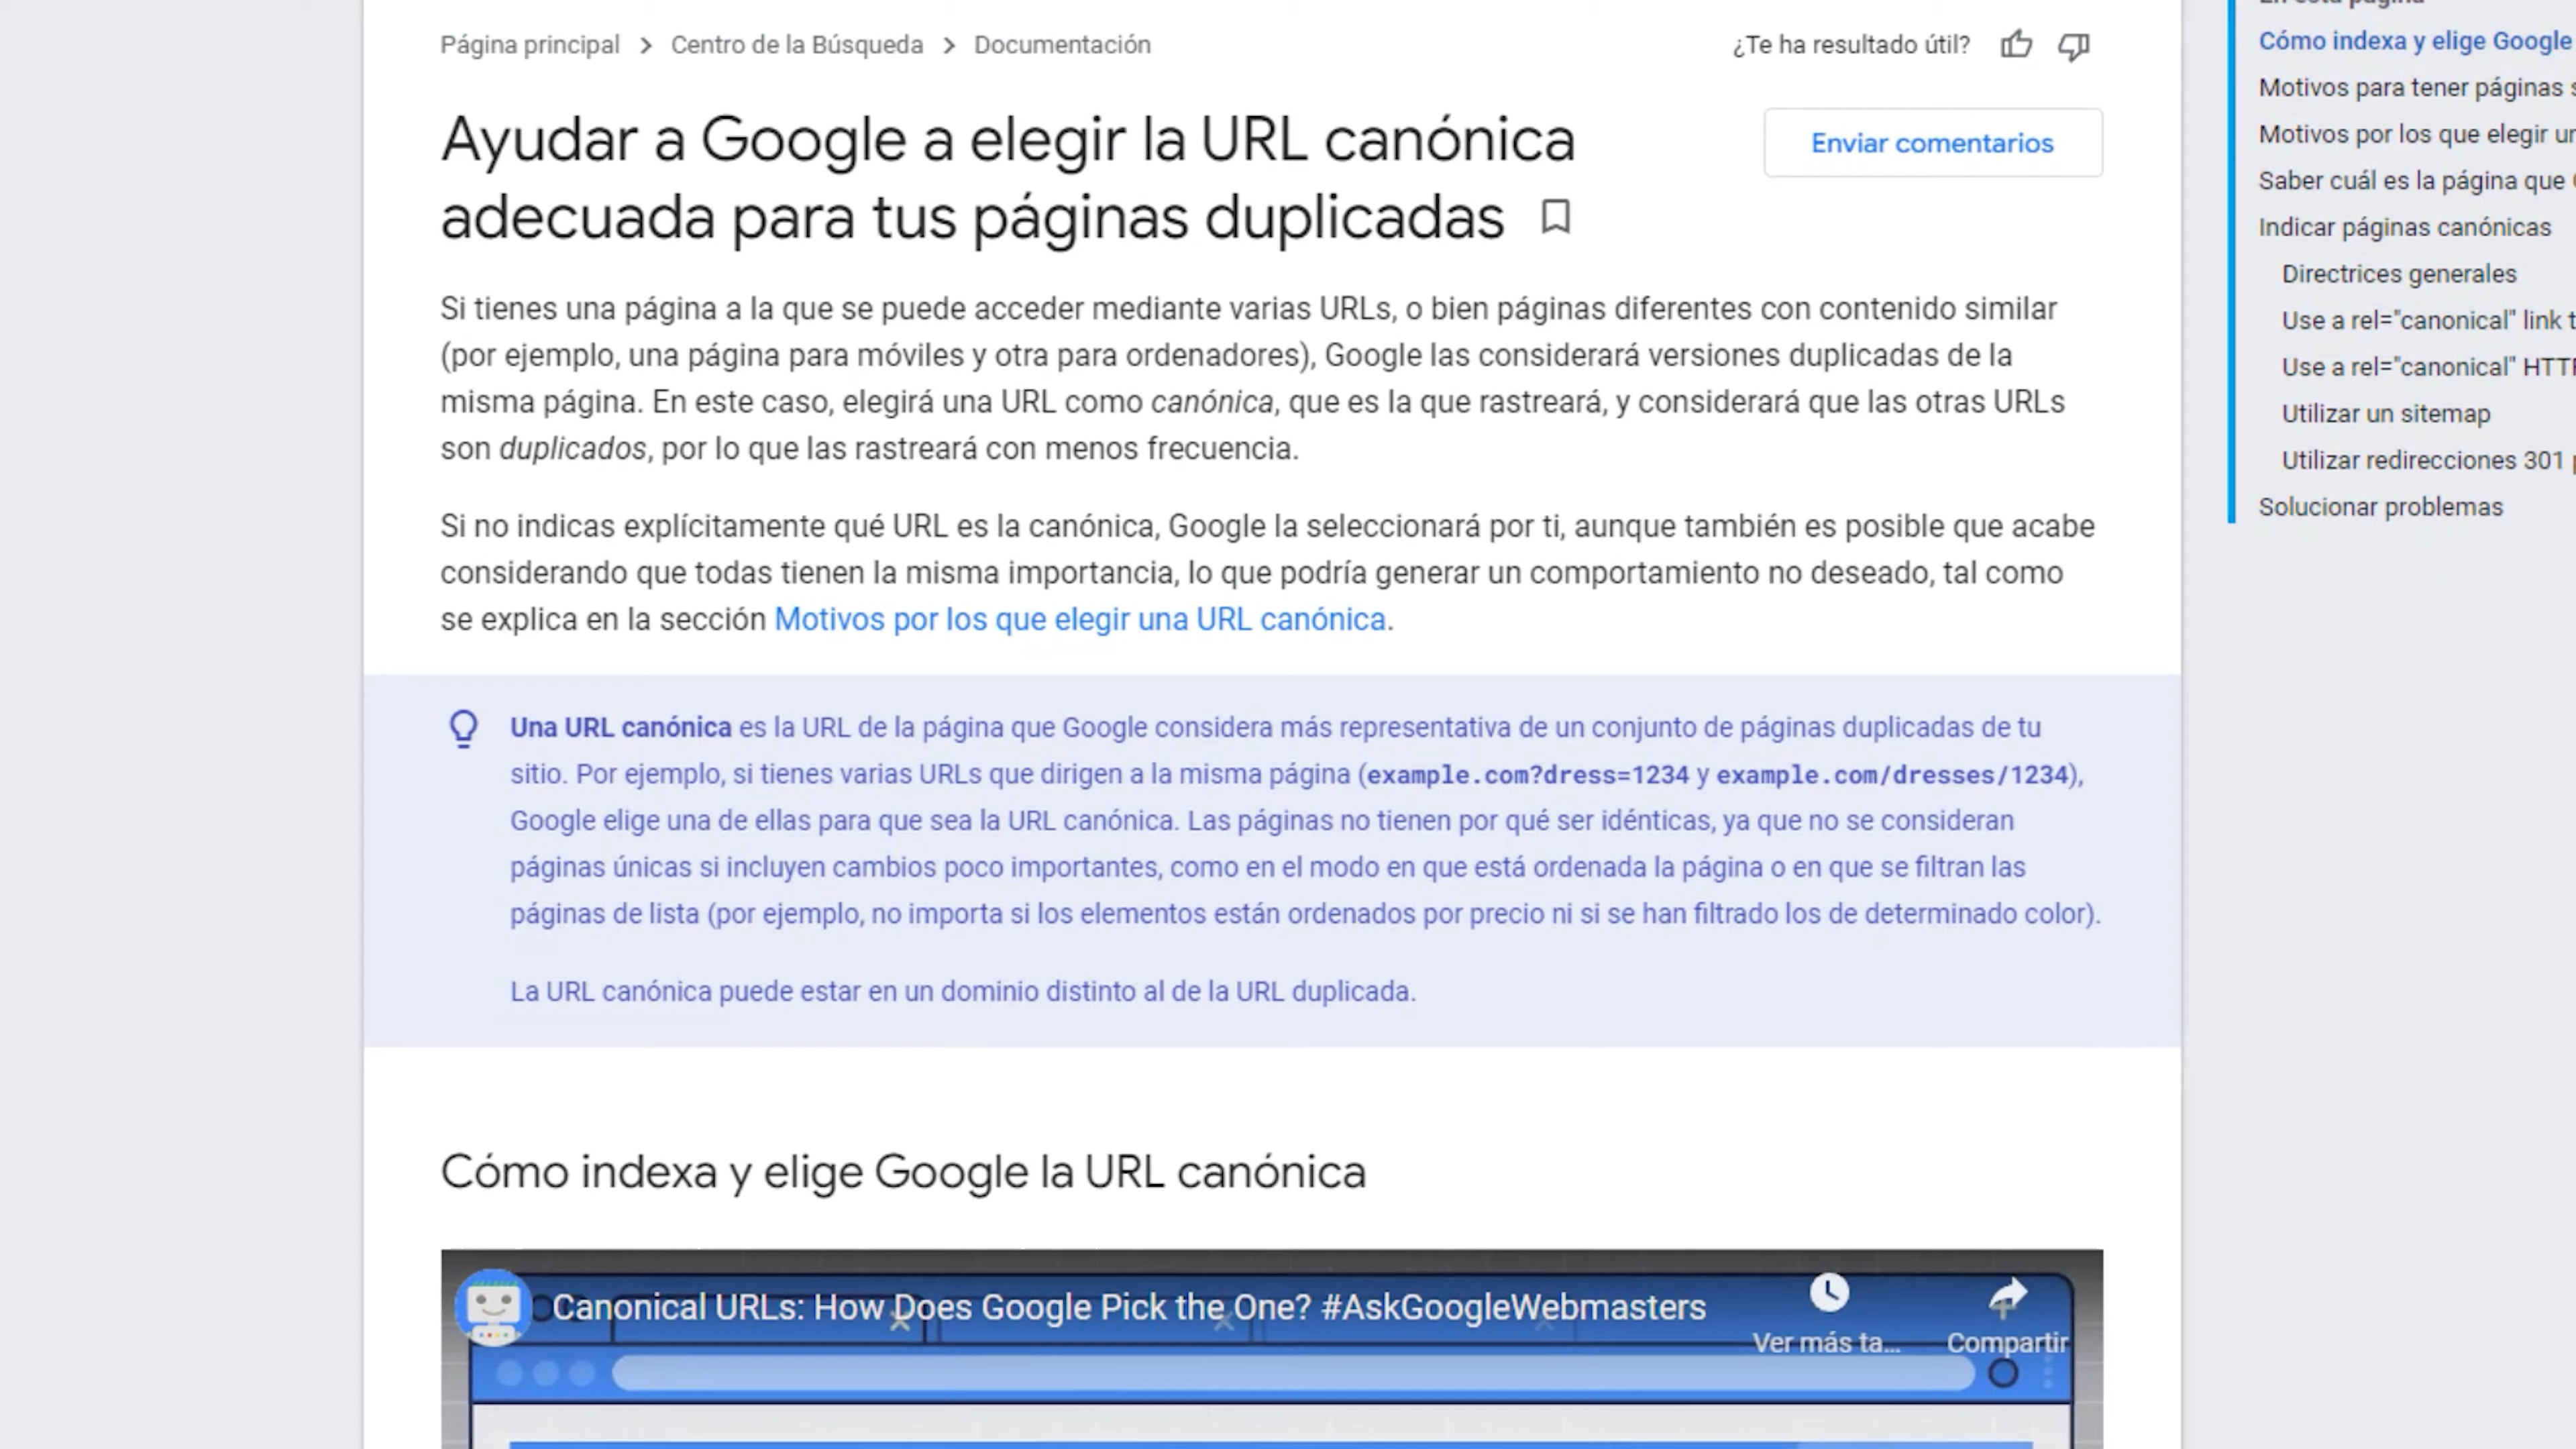 Página principal > Centro de la Búsqueda > Documentación
¿Te ha resultado útil?
Ayudar a Google a elegir la URL canónica
adecuada para tus páginas duplicadas
Enviar comentarios
Si tienes una página a la que se puede acceder mediante varias URLs, o bien páginas diferentes con contenido similar
(por ejemplo, una página para móviles y otra para ordenadores), Google las considerará versiones duplicadas de la
misma página. En este caso, elegirá una URL como canónica, que es la que rastreará, y considerará que las otras URLs
son duplicados, por lo que las rastreará con menos frecuencia.
Si no indicas explícitamente qué URL es la canónica, Google la seleccionará por ti, aunque también es posible que acabe
considerando que todas tienen la misma importancia, lo que podría generar un comportamiento no deseado, tal como
se explica en la sección Motivos por los que elegir una URL canónica.
Una URL canónica es la URL de la página que Google considera más representativa de un conjunto de páginas duplicadas de tu
sitio. Por ejemplo, si tienes varias URLs que dirigen a la misma página (example.com?dress=1234 y example.com/dresses/1234),
Google elige una de ellas para que sea la URL canónica. Las páginas no tienen por qué ser idénticas, ya que no se consideran
páginas únicas si incluyen cambios poco importantes, como en el modo en que está ordenada la página o en que se filtran las
páginas de lista (por ejemplo, no importa si los elementos están ordenados por precio ni si se han filtrado los de determinado color).
La URL canónica puede estar en un dominio distinto al de la URL duplicada.
Cómo indexa y elige Google la URL canónica
Canonical URLs: How Does Google Pick the One? #AskGoogleWebmasters
Ver más ta...
Compartir
En esta página
Cómo indexa y elige Google
Motivos para tener páginas
Motivos por los que elegir
Saber cuál es la página que
Indicar páginas canónicas
Directrices generales
Use a rel="canonical" link
Use a rel="canonical"
Utilizar un sitemap
Utilizar redirecciones 301
Solucionar problemas